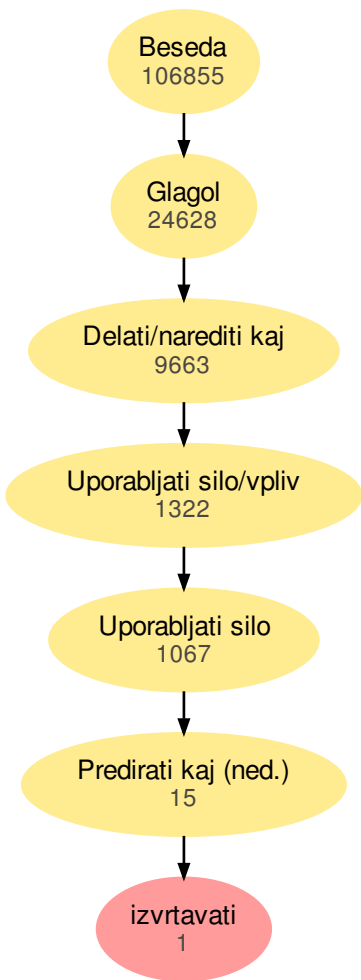 Beseda
106855
Glagol
24628
Delati/narediti kaj
9663
Uporabljati silo/vpliv
1322
Uporabljati silo
1067
Predirati kaj (ned.)
15
izvrtavati
1